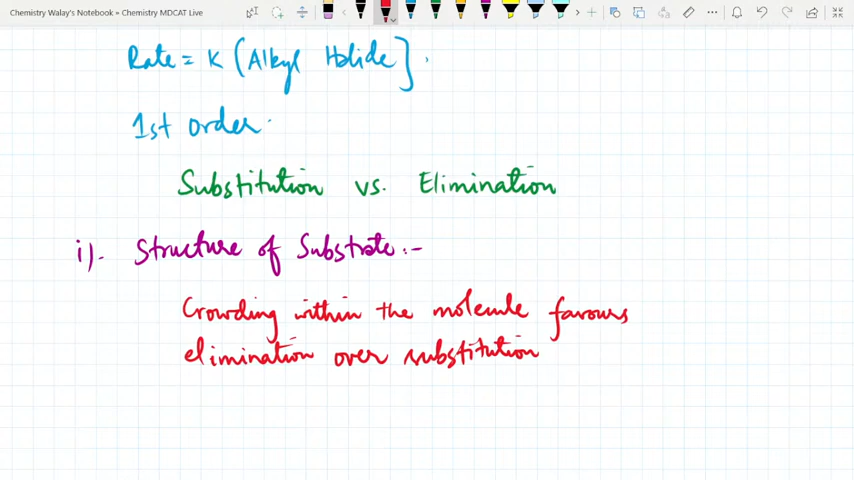 Chemistry Walay's Notebook » Chemistry MDCAT Live
Rate = K (Alkyl Halide].
1st order.
Substitution vs. Elimination
i). Structure of Substrate:-
Crowding within the molecule favours
elimination over substitution